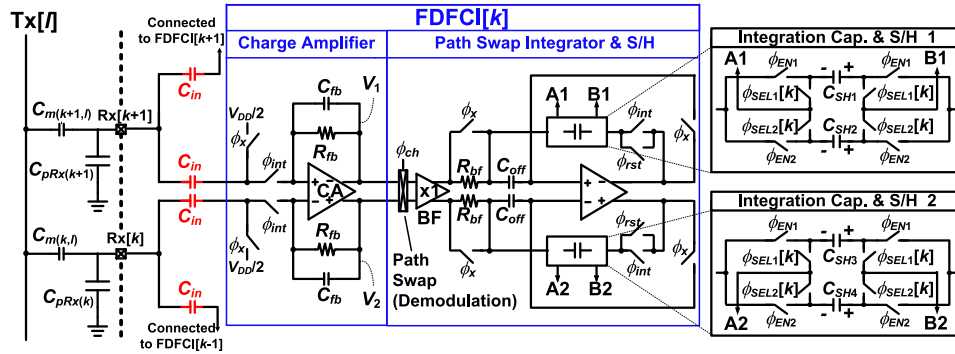 Tx[l]
Connected
to FDFCI[k+1]
FDFCI[k]
Charge Amplifier
Path Swap Integrator & S/H
Integration Cap. & S/H 1
A1
B1
ϕEN1
ϕEN1
- +
CSH1
ϕSEL1[k]
ϕSEL1[k]
ϕSEL2[k]
CSH2
ϕSEL2[k]
- +
ϕEN2
ϕEN2
Cin
Cm(k+1,l)
Rx[k+1]
CpRx(k+1)
Cin
VDD/2
ϕx
ϕint
Cfb
V1
Rfb
+ -
CA
- +
ϕch
x1
BF
ϕx
Rbf
Coff
Rbf
Coff
A1
B1
ϕint
ϕrst
ϕx
+ -
- +
Cm(k,l)
Rx[k]
CpRx(k)
Cin
ϕx
VDD/2
ϕint
Rfb
Cfb
V2
Path
Swap
(Demodulation)
ϕx
ϕrst
ϕint
ϕx
A2
B2
Cin
Connected
to FDFCI[k-1]
Integration Cap. & S/H 2
ϕEN1
ϕEN1
- +
CSH3
ϕSEL1[k]
ϕSEL1[k]
ϕSEL2[k]
CSH4
ϕSEL2[k]
- +
A2
B2
ϕEN2
ϕEN2